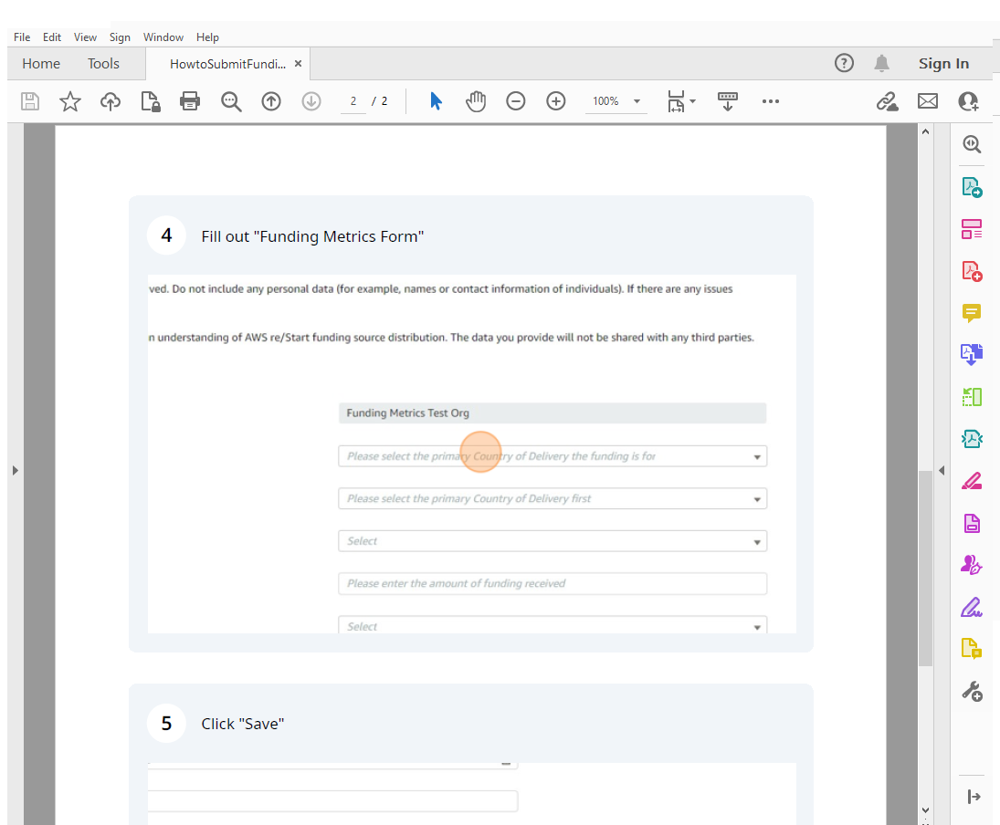 File Edit View Sign Window Help
Home Tools HowtoSubmitFundi... × Sign In
2 / 2 100%
4 Fill out "Funding Metrics Form"
ved. Do not include any personal data (for example, names or contact information of individuals). If there are any issues
n understanding of AWS re/Start funding source distribution. The data you provide will not be shared with any third parties.
Funding Metrics Test Org
Please select the primary Country of Delivery the funding is for
Please select the primary Country of Delivery first
Select
Please enter the amount of funding received
Select
5 Click "Save"